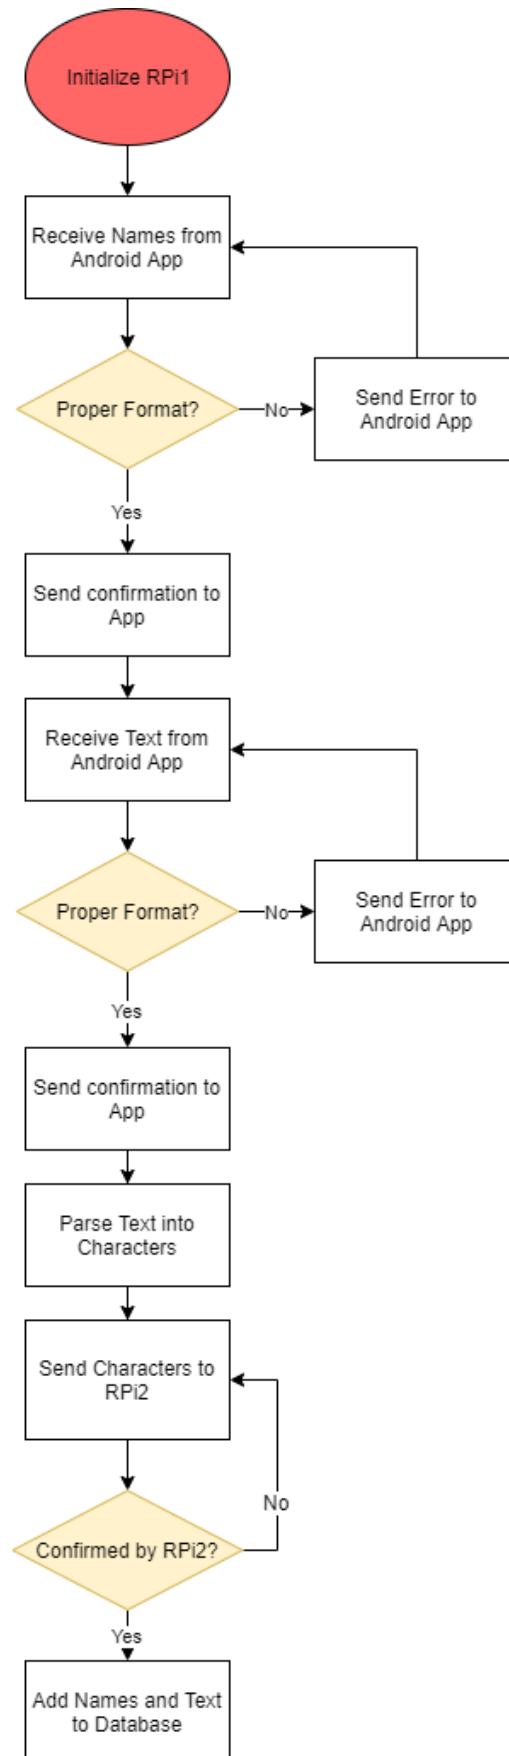 Initialize RPi1
Receive Names from
Android App
Proper Format?
No
Send Error to
Android App
Yes
Send confirmation to
App
Receive Text from
Android App
Proper Format?
No
Send Error to
Android App
Yes
Send confirmation to
App
Parse Text into
Characters
Send Characters to
RPi2
No
Confirmed by RPi2?
Yes
Add Names and Text
to Database